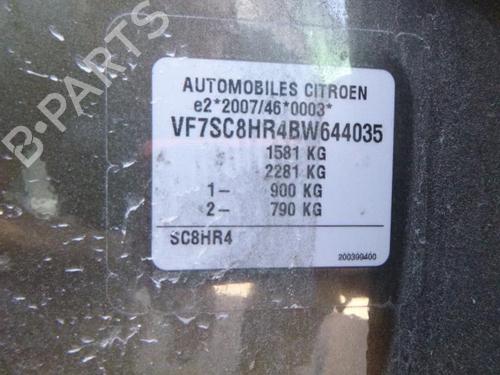 B-PARTS
AUTOMOBILES CITROEN
e2*2007/46*0003*
VF7SC8HR4BW644035
1581 KG
2281 KG
1- 900 KG
2- 790 KG
SC8HR4
200399400